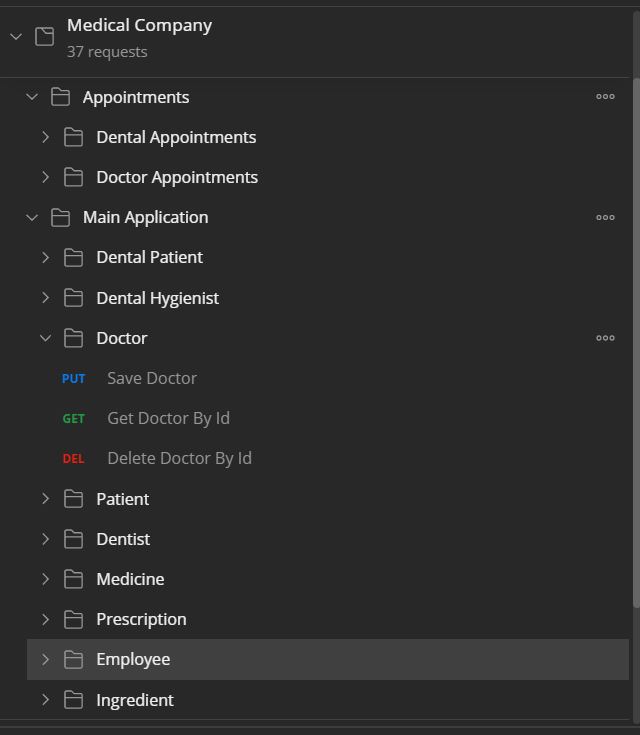 Medical Company
37 requests
Appointments
Dental Appointments
Doctor Appointments
Main Application
Dental Patient
Dental Hygienist
Doctor
PUT Save Doctor
GET Get Doctor By Id
DEL Delete Doctor By Id
Patient
Dentist
Medicine
Prescription
Employee
Ingredient